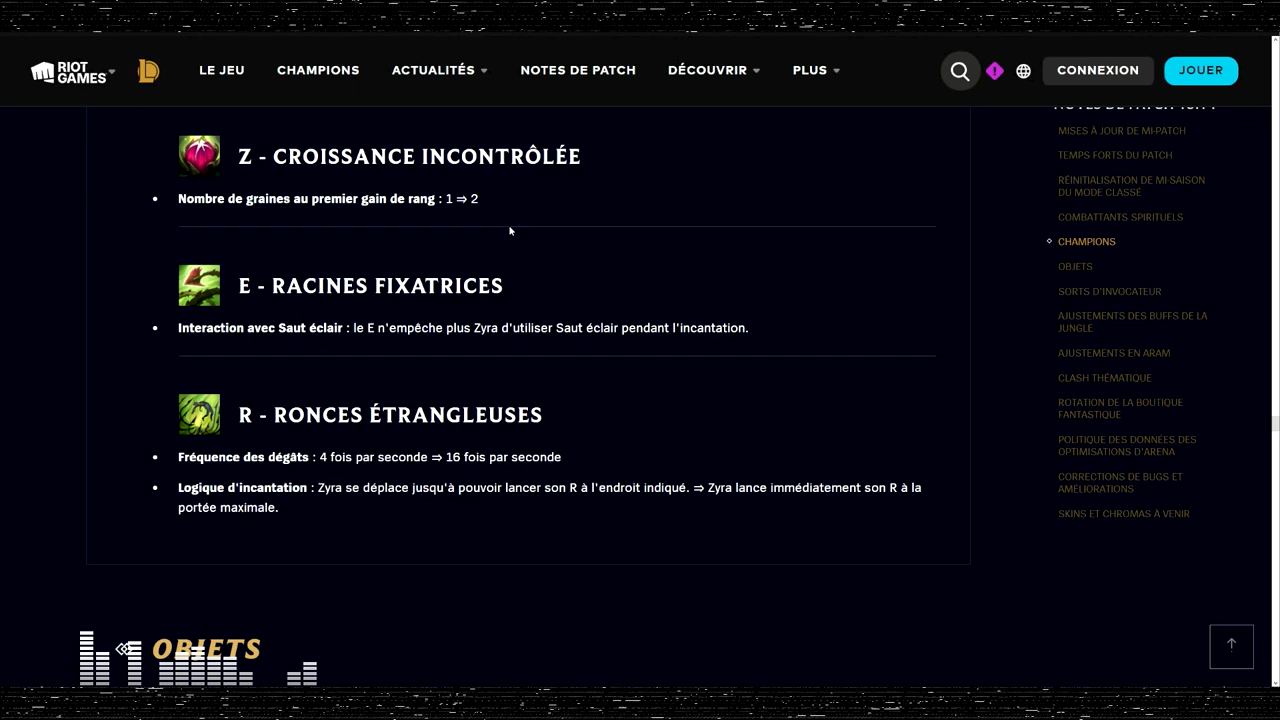 RIOT GAMES
LE JEU
CHAMPIONS
ACTUALITÉS
NOTES DE PATCH
DÉCOUVRIR
PLUS
CONNEXION
JOUER
Z - CROISSANCE INCONTRÔLÉE
Nombre de graines au premier gain de rang : 1 ⇒ 2
E - RACINES FIXATRICES
Interaction avec Saut éclair : le E n'empêche plus Zyra d'utiliser Saut éclair pendant l'incantation.
R - RONCES ÉTRANGLEUSES
Fréquence des dégâts : 4 fois par seconde ⇒ 16 fois par seconde
Logique d'incantation : Zyra se déplace jusqu'à pouvoir lancer son R à l'endroit indiqué. ⇒ Zyra lance immédiatement son R à la
portée maximale.
OBJETS
MISES À JOUR DE MI-PATCH
TEMPS FORTS DU PATCH
RÉINITIALISATION DE MI-SAISON
DU MODE CLASSÉ
COMBATTANTS SPIRITUELS
CHAMPIONS
OBJETS
SORTS D'INVOCATEUR
AJUSTEMENTS DES BUFFS DE LA
JUNGLE
AJUSTEMENTS EN ARAM
CLASH THÉMATIQUE
ROTATION DE LA BOUTIQUE
FANTASTIQUE
POLITIQUE DES DONNÉES DES
OPTIMISATIONS D'ARENA
CORRECTIONS DE BUGS ET
AMÉLIORATIONS
SKINS ET CHROMAS À VENIR